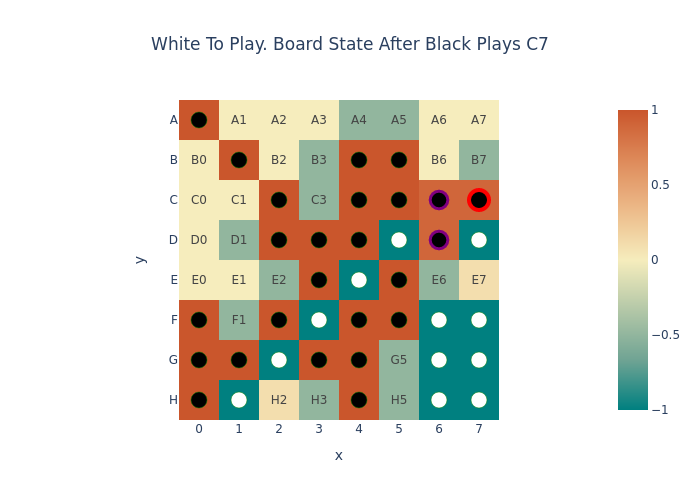 White To Play. Board State After Black Plays C7
A A1 A2 A3 A4 A5 A6 A7
B B0 B2 B3 B6 B7
C C0 C1 C3
D D0 D1
E E0 E1 E2 E6 E7
F F1
G G5
H H2 H3 H5
0 1 2 3 4 5 6 7
x
y
1
0.5
0
−0.5
−1